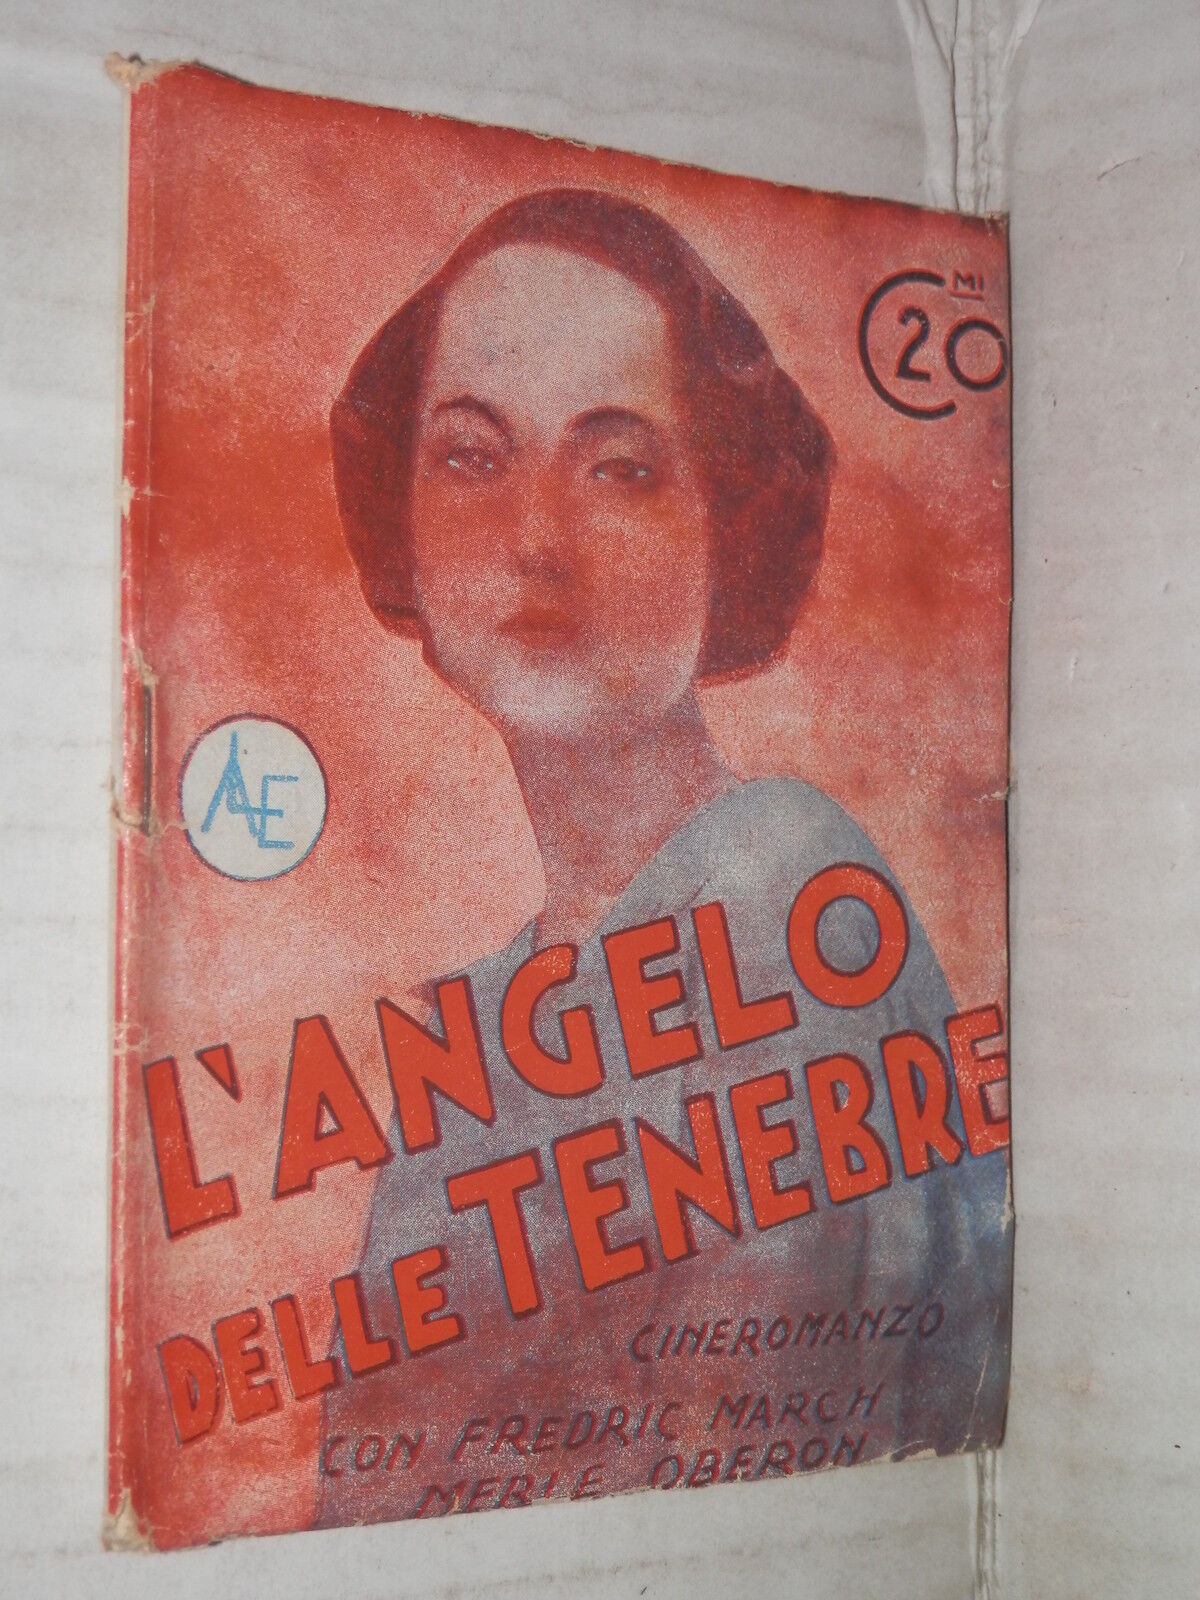 C MI 20
AE
L'ANGELO
DELLE TENEBRE
CINEROMANZO
CON FREDRIC MARCH
MERLE OBERON